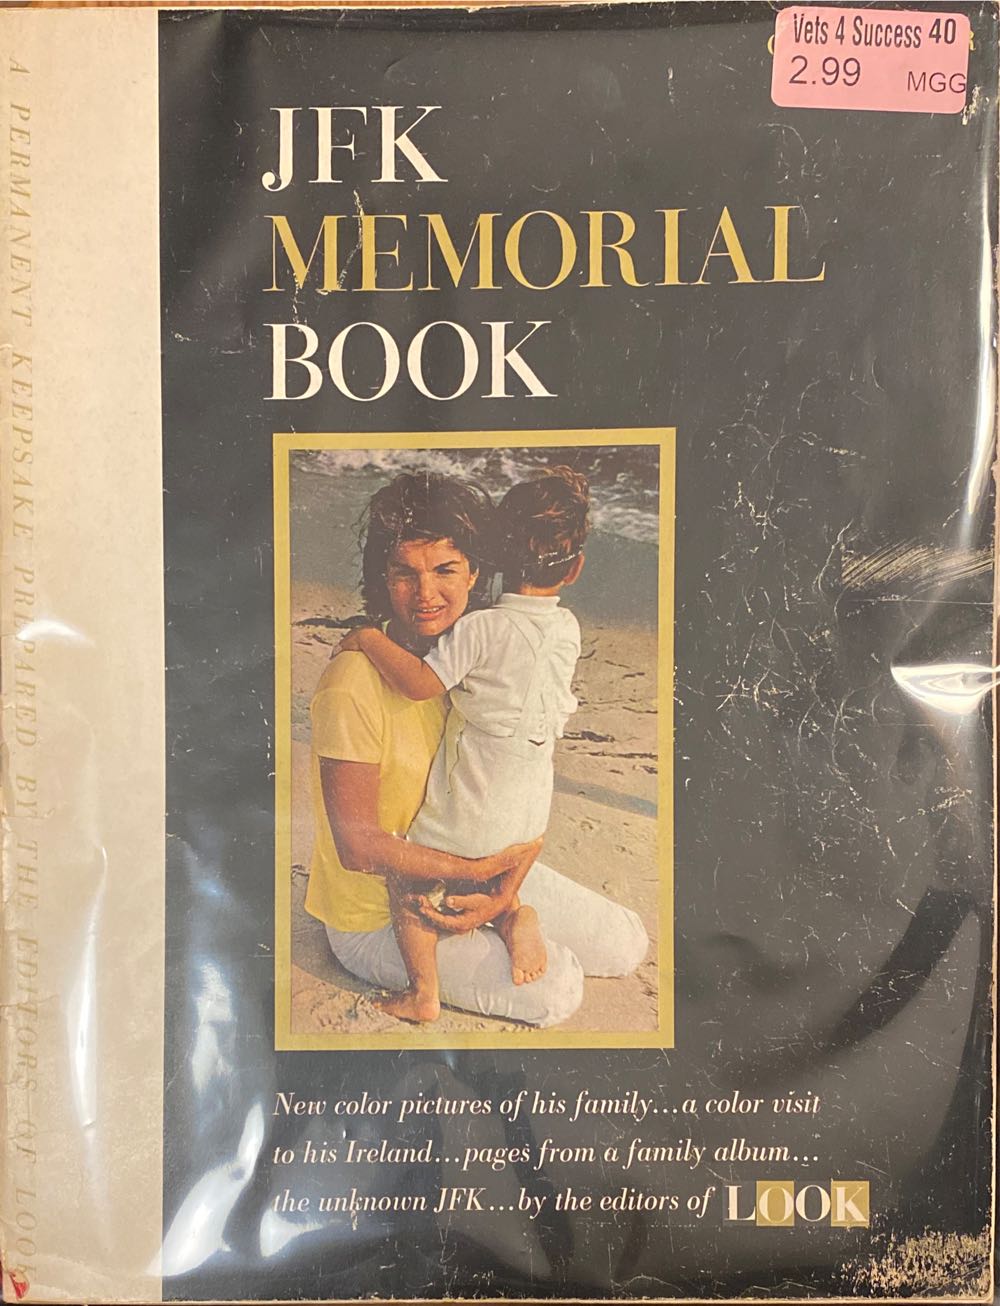 Vets 4 Success 40
2.99 MGG
JFK
MEMORIAL
BOOK
New color pictures of his family...a color visit
to his Ireland...pages from a family album...
the unknown JFK...by the editors of LOOK
A PERMANENT KEEPSAKE PREPARED BY THE EDITORS OF LOOK